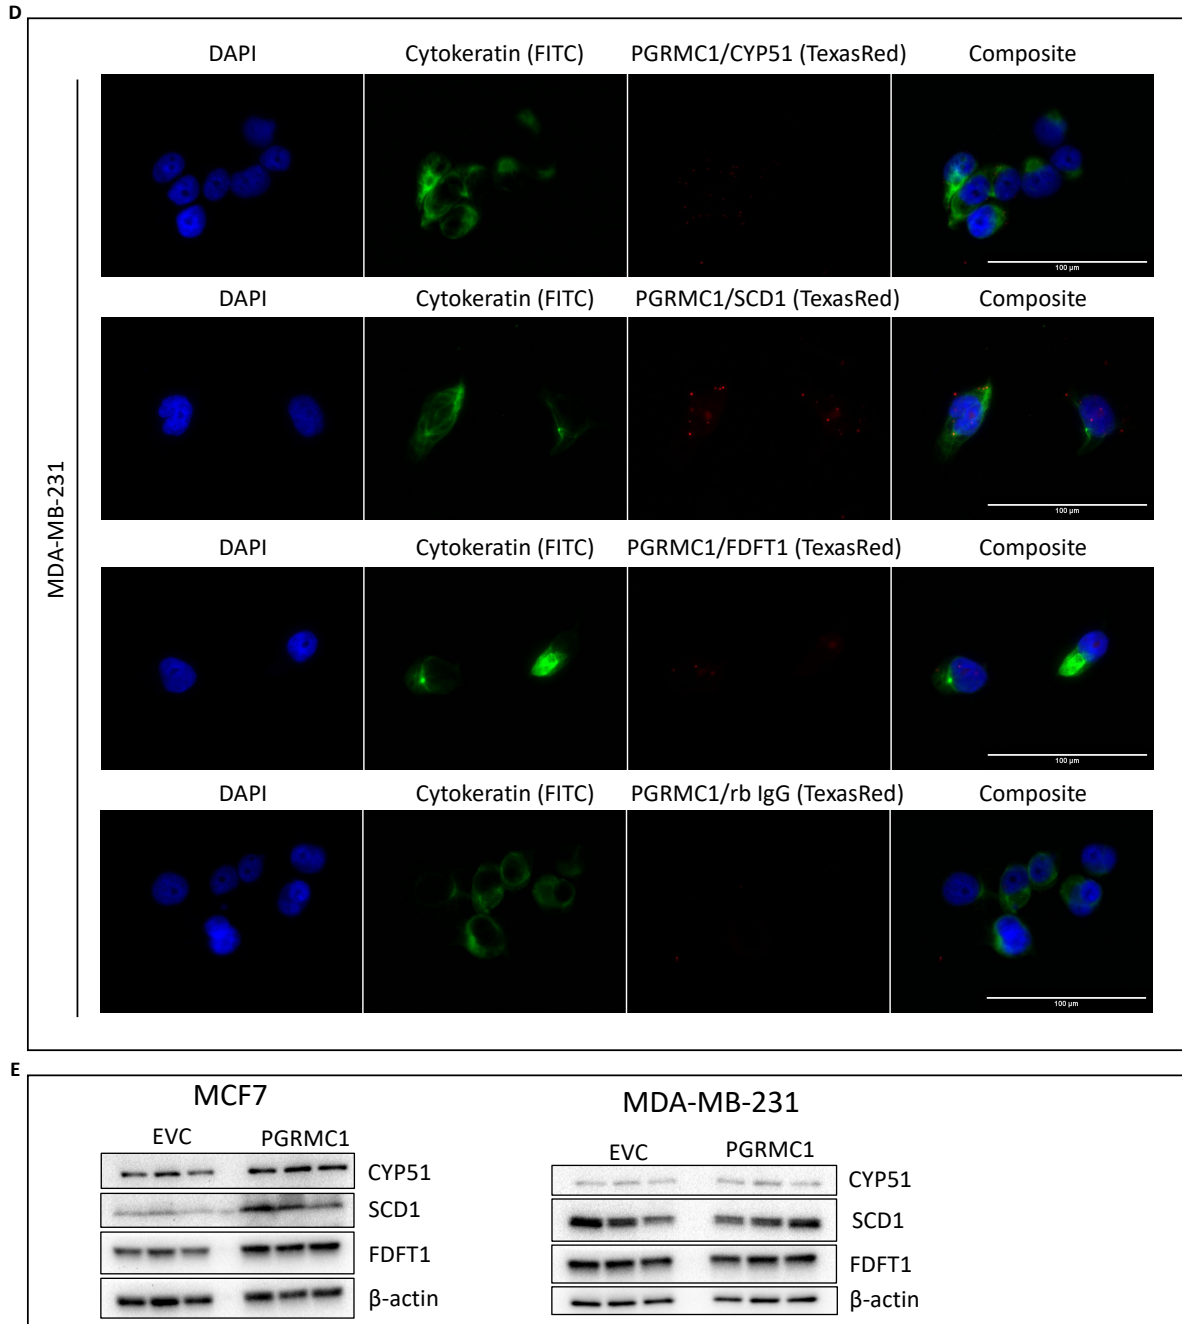 D
DAPI Cytokeratin (FITC) PGRMC1/CYP51 (TexasRed) Composite
100 µm
DAPI Cytokeratin (FITC) PGRMC1/SCD1 (TexasRed) Composite
100 µm
MDA-MB-231
DAPI Cytokeratin (FITC) PGRMC1/FDFT1 (TexasRed) Composite
100 µm
DAPI Cytokeratin (FITC) PGRMC1/rb IgG (TexasRed) Composite
100 µm
E
MCF7
EVC PGRMC1
CYP51
SCD1
FDFT1
β-actin
MDA-MB-231
EVC PGRMC1
CYP51
SCD1
FDFT1
β-actin